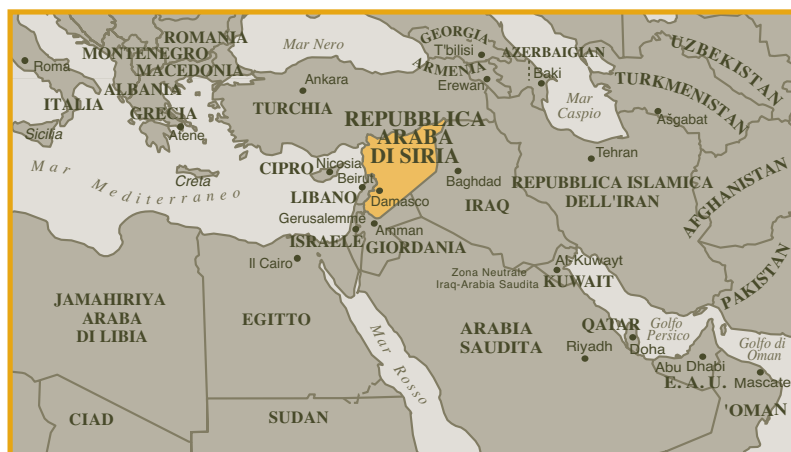 ROMANIA
MONTENEGRO
MACEDONIA
ALBANIA
GRECIA
Roma
ITALIA
Sicilia
Atene
Creta
Mar Mediterraneo
Mar Nero
Ankara
TURCHIA
GEORGIA
T'bilisi
ARMENIA
Erewan
AZERBAIGIAN
Baki
Mar
Caspio
UZBEKISTAN
TURKMENISTAN
Ašgabat
REPUBBLICA
ARABA
DI SIRIA
CIPRO
Nicosia
Beirut
LIBANO
Damasco
Gerusalemme
ISRAELE
Amman
GIORDANIA
Baghdad
IRAQ
Tehran
REPUBBLICA ISLAMICA
DELL'IRAN
AFGHANISTAN
PAKISTAN
Il Cairo
JAMAHIRIYA
ARABA
DI LIBIA
EGITTO
Zona Neutrale
Iraq-Arabia Saudita
Al-Kuwayt
KUWAIT
Mar Rosso
ARABIA
SAUDITA
Riyadh
QATAR
Doha
Golfo
Persico
Golfo di
Oman
Abu Dhabi
E. A. U.
Mascate
'OMAN
CIAD
SUDAN